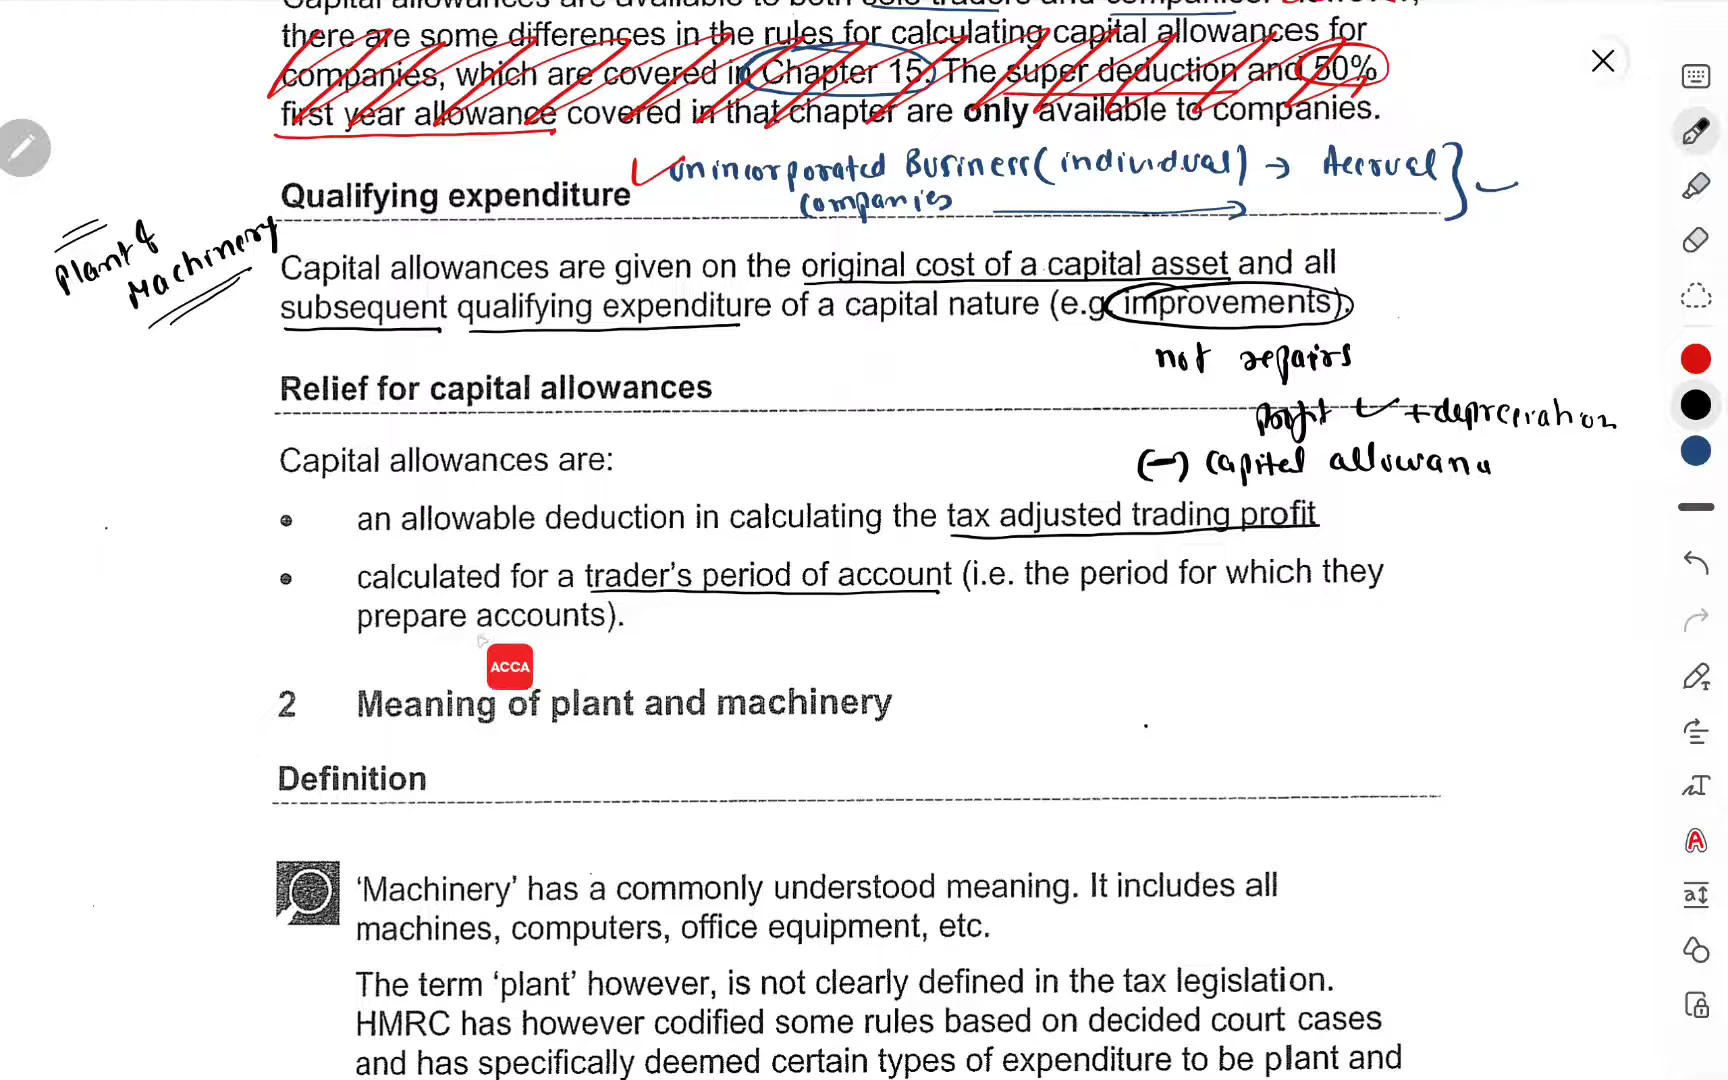 there are some differences in the rules for calculating capital allowances for
companies, which are covered in Chapter 15. The super deduction and 50%
first year allowance covered in that chapter are only available to companies.
Unincorporated Business (individual) → Accrual
Qualifying expenditure
companies
Plant &
Machinery
Capital allowances are given on the original cost of a capital asset and all
subsequent qualifying expenditure of a capital nature (e.g. improvements).
not repairs
Relief for capital allowances
profit + depreciation
Capital allowances are:
(-) capital
• an allowable deduction in calculating the tax adjusted trading profit
• calculated for a trader's period of account (i.e. the period for which they
prepare accounts).
ACCA
2 Meaning of plant and machinery
Definition
‘Machinery’ has a commonly understood meaning. It includes all
machines, computers, office equipment, etc.
The term ‘plant’ however, is not clearly defined in the tax legislation.
HMRC has however codified some rules based on decided court cases
and has specifically deemed certain types of expenditure to be plant and